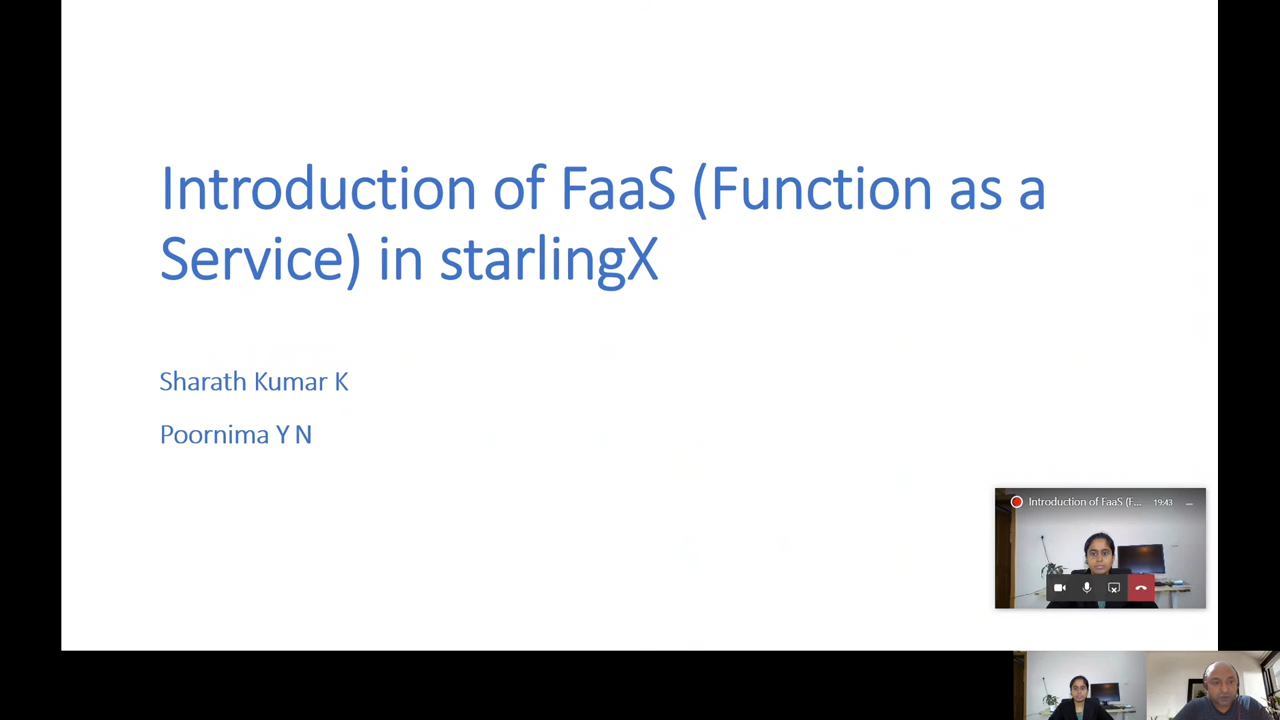 Introduction of FaaS (Function as a
Service) in starlingX
Sharath Kumar K
Poornima Y N
Introduction of FaaS (F... 19:43